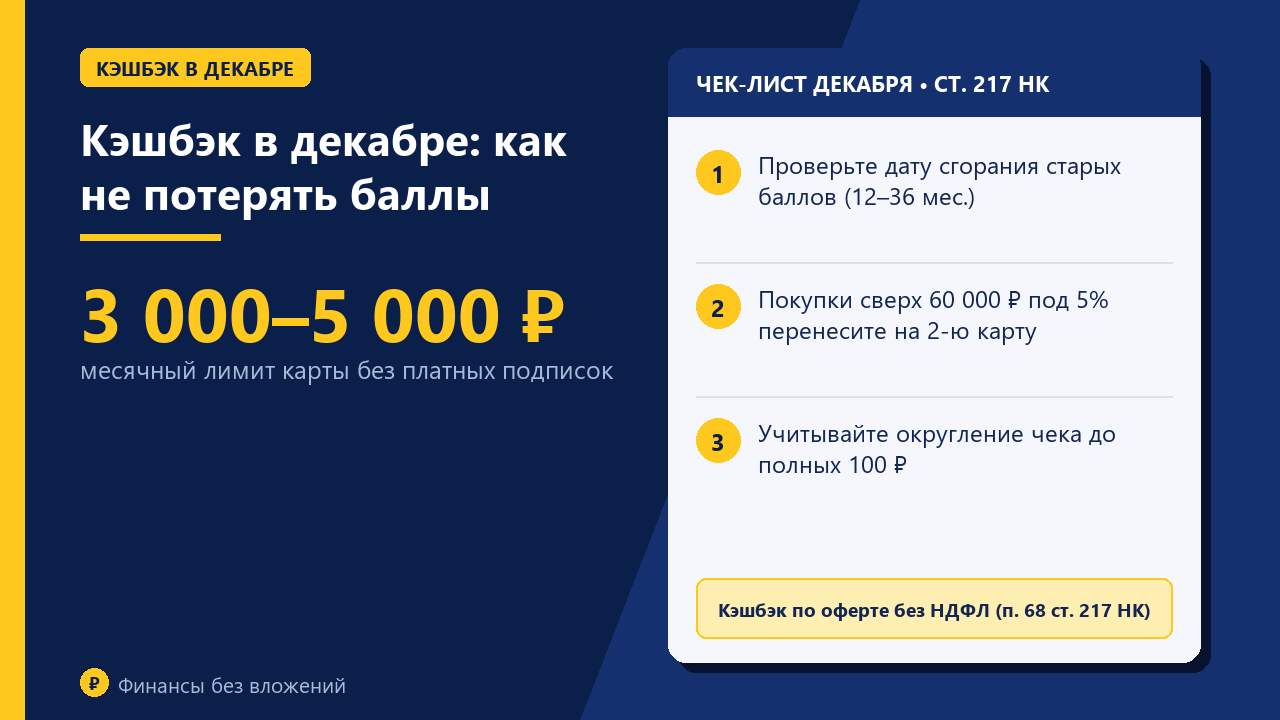 КЭШБЭК В ДЕКАБРЕ
Кэшбэк в декабре: как
не потерять баллы
3 000–5 000 ₽
месячный лимит карты без платных подписок
₽ Финансы без вложений
ЧЕК-ЛИСТ ДЕКАБРЯ • СТ. 217 НК
1 Проверьте дату сгорания старых
баллов (12–36 мес.)
2 Покупки сверх 60 000 ₽ под 5%
перенесите на 2-ю карту
3 Учитывайте округление чека до
полных 100 ₽
Кэшбэк по оферте без НДФЛ (п. 68 ст. 217 НК)